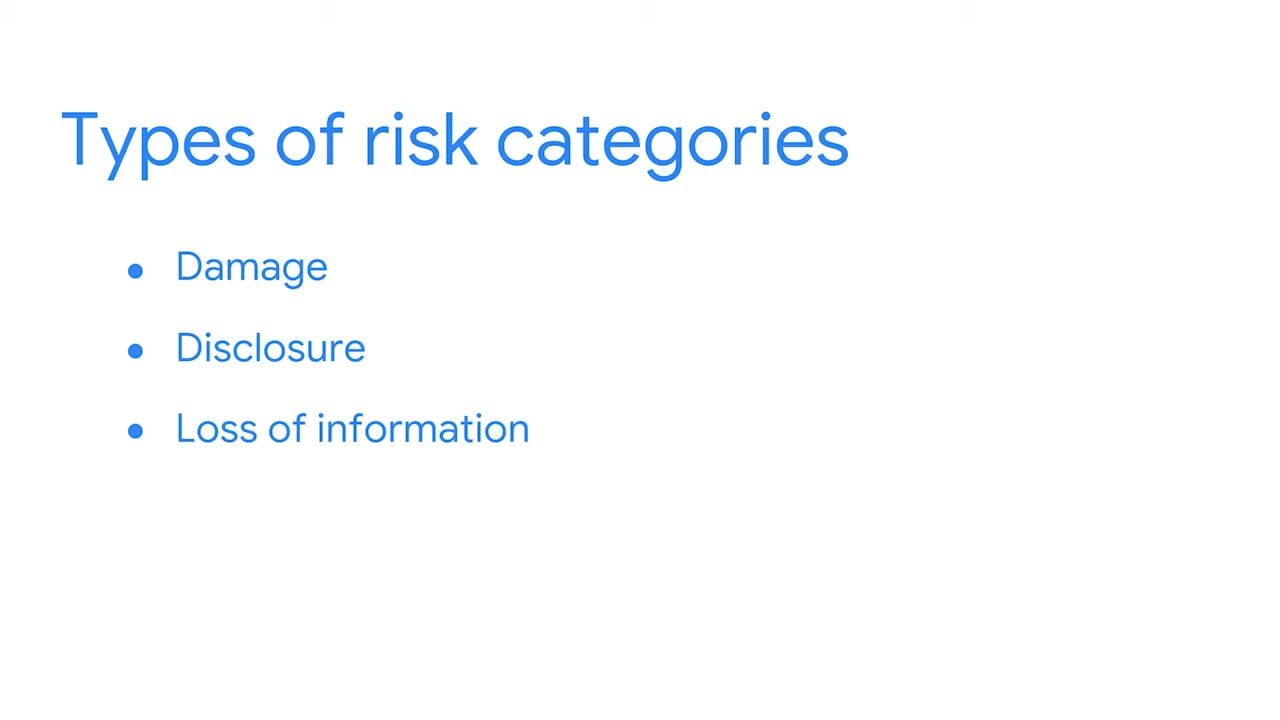 Types of risk categories
● Damage
● Disclosure
● Loss of information